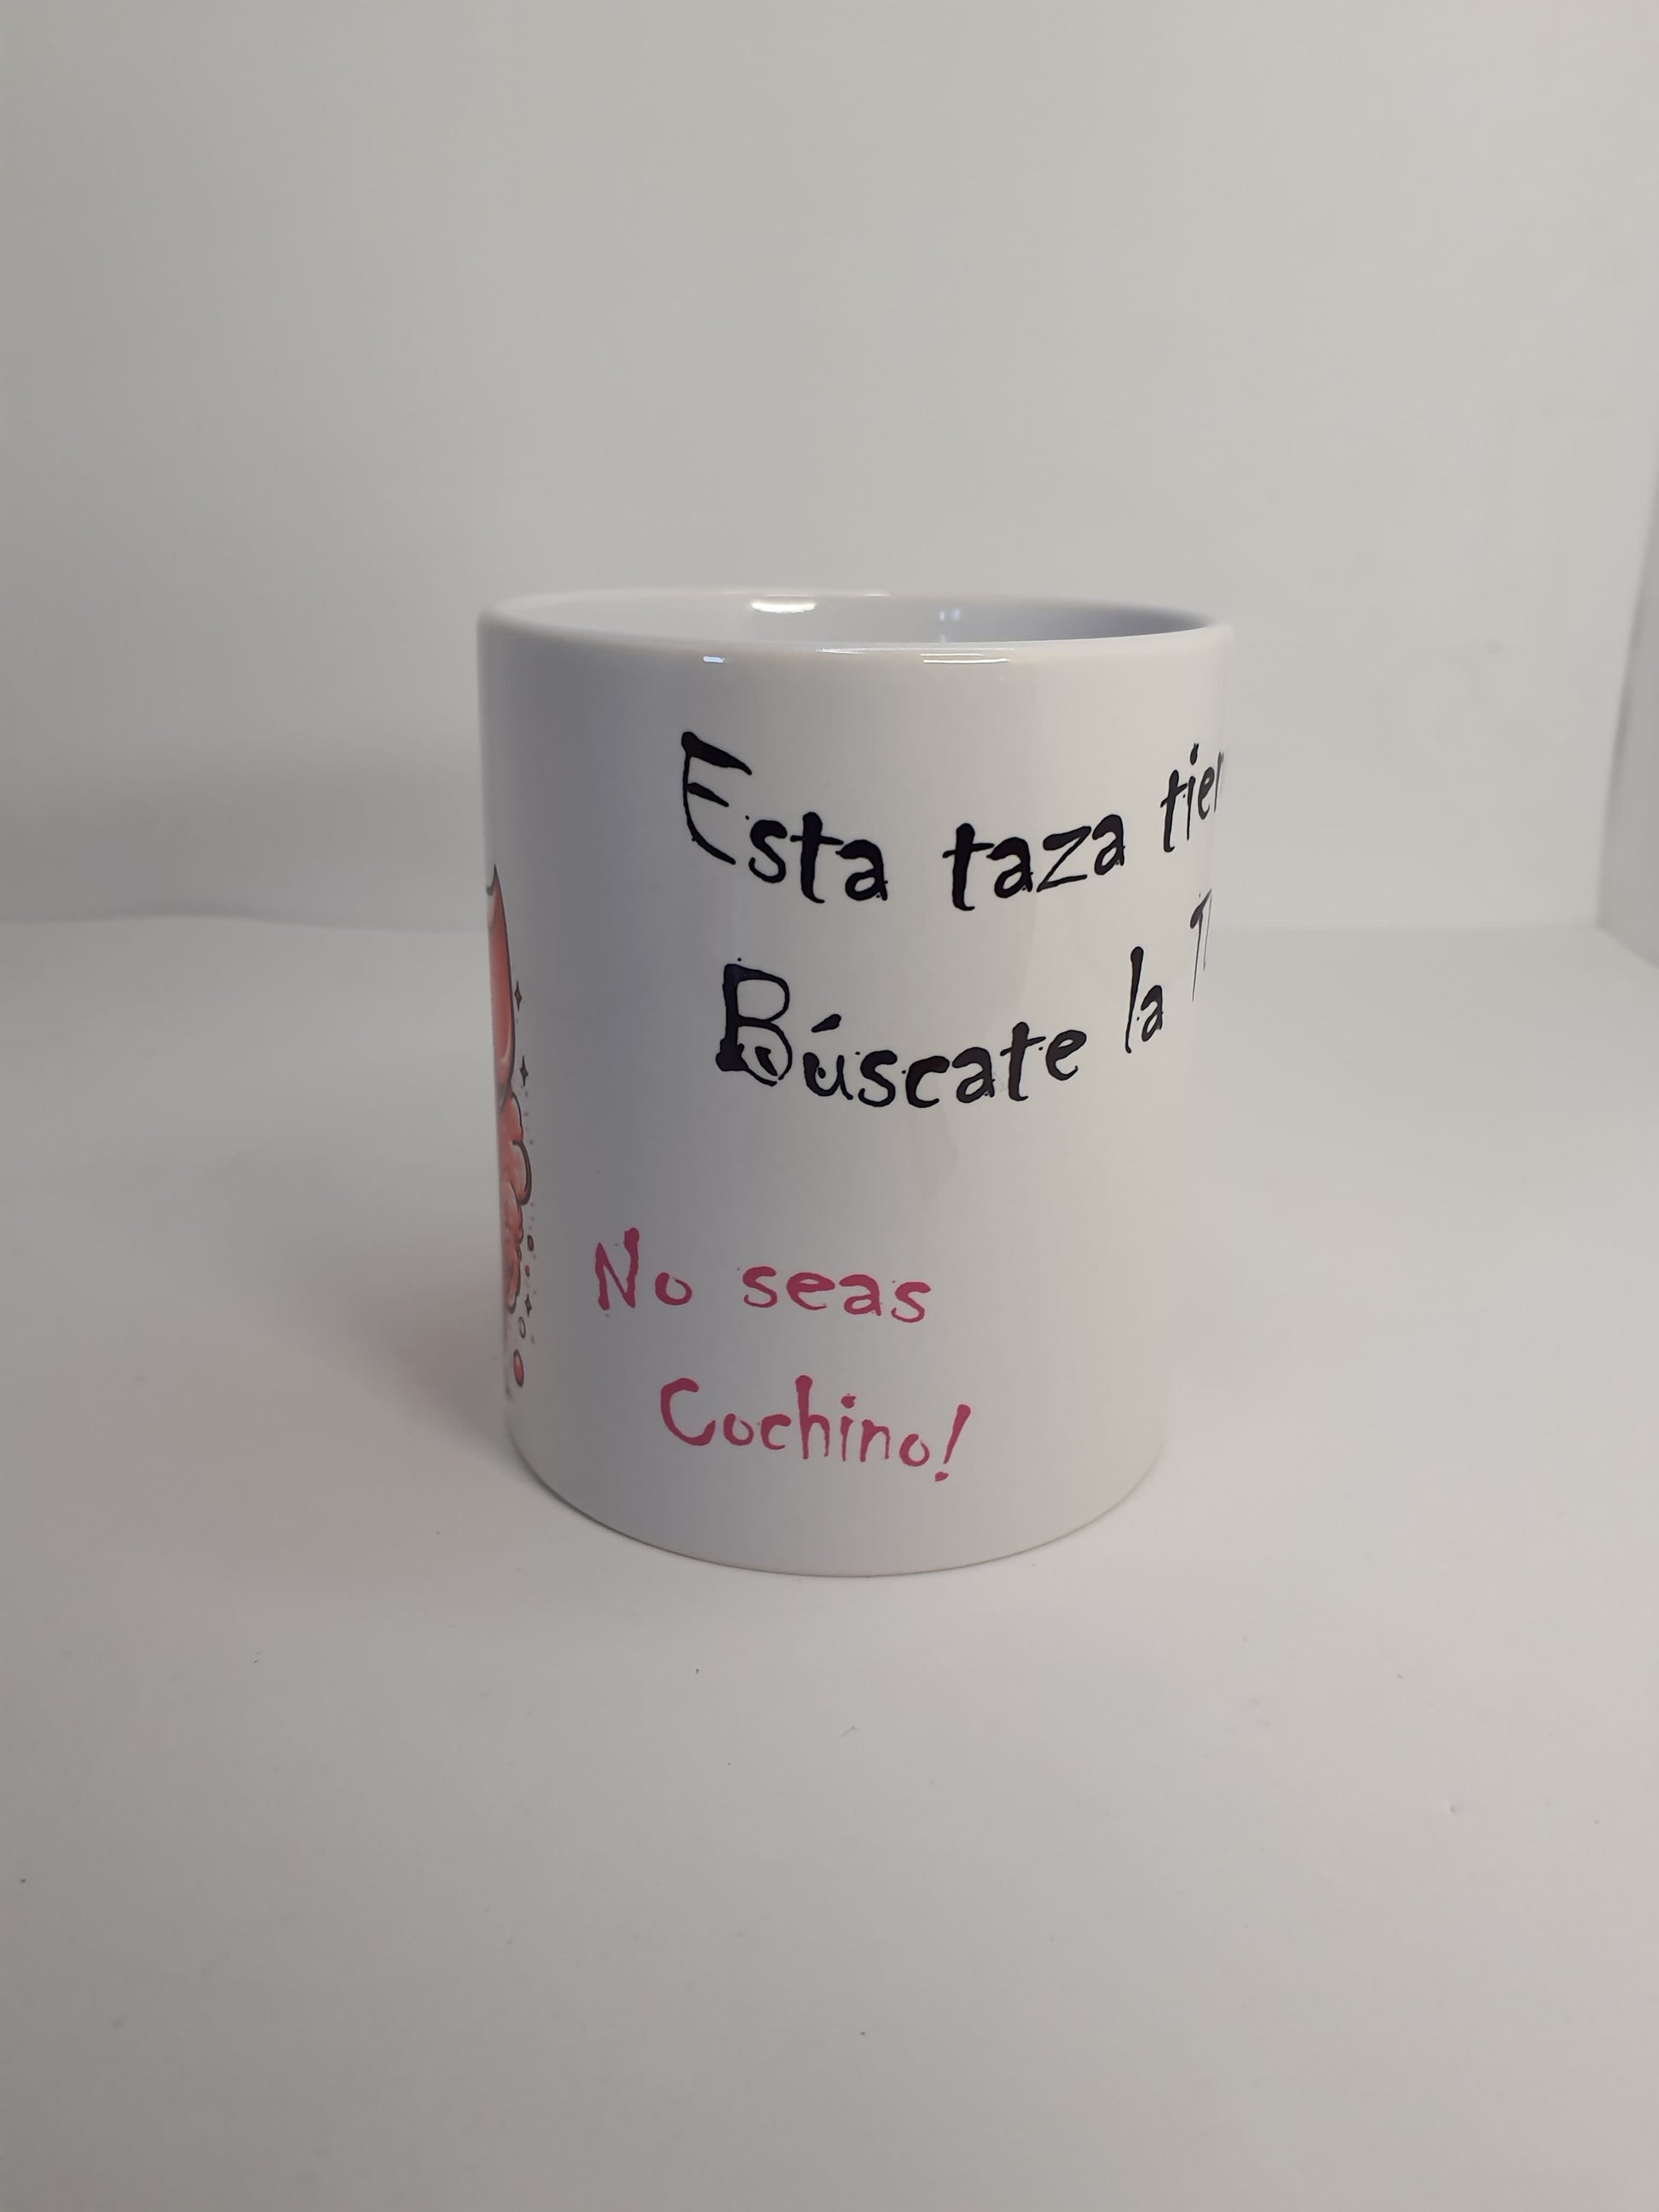 Esta taza
Búscate la
No seas
Cochino!